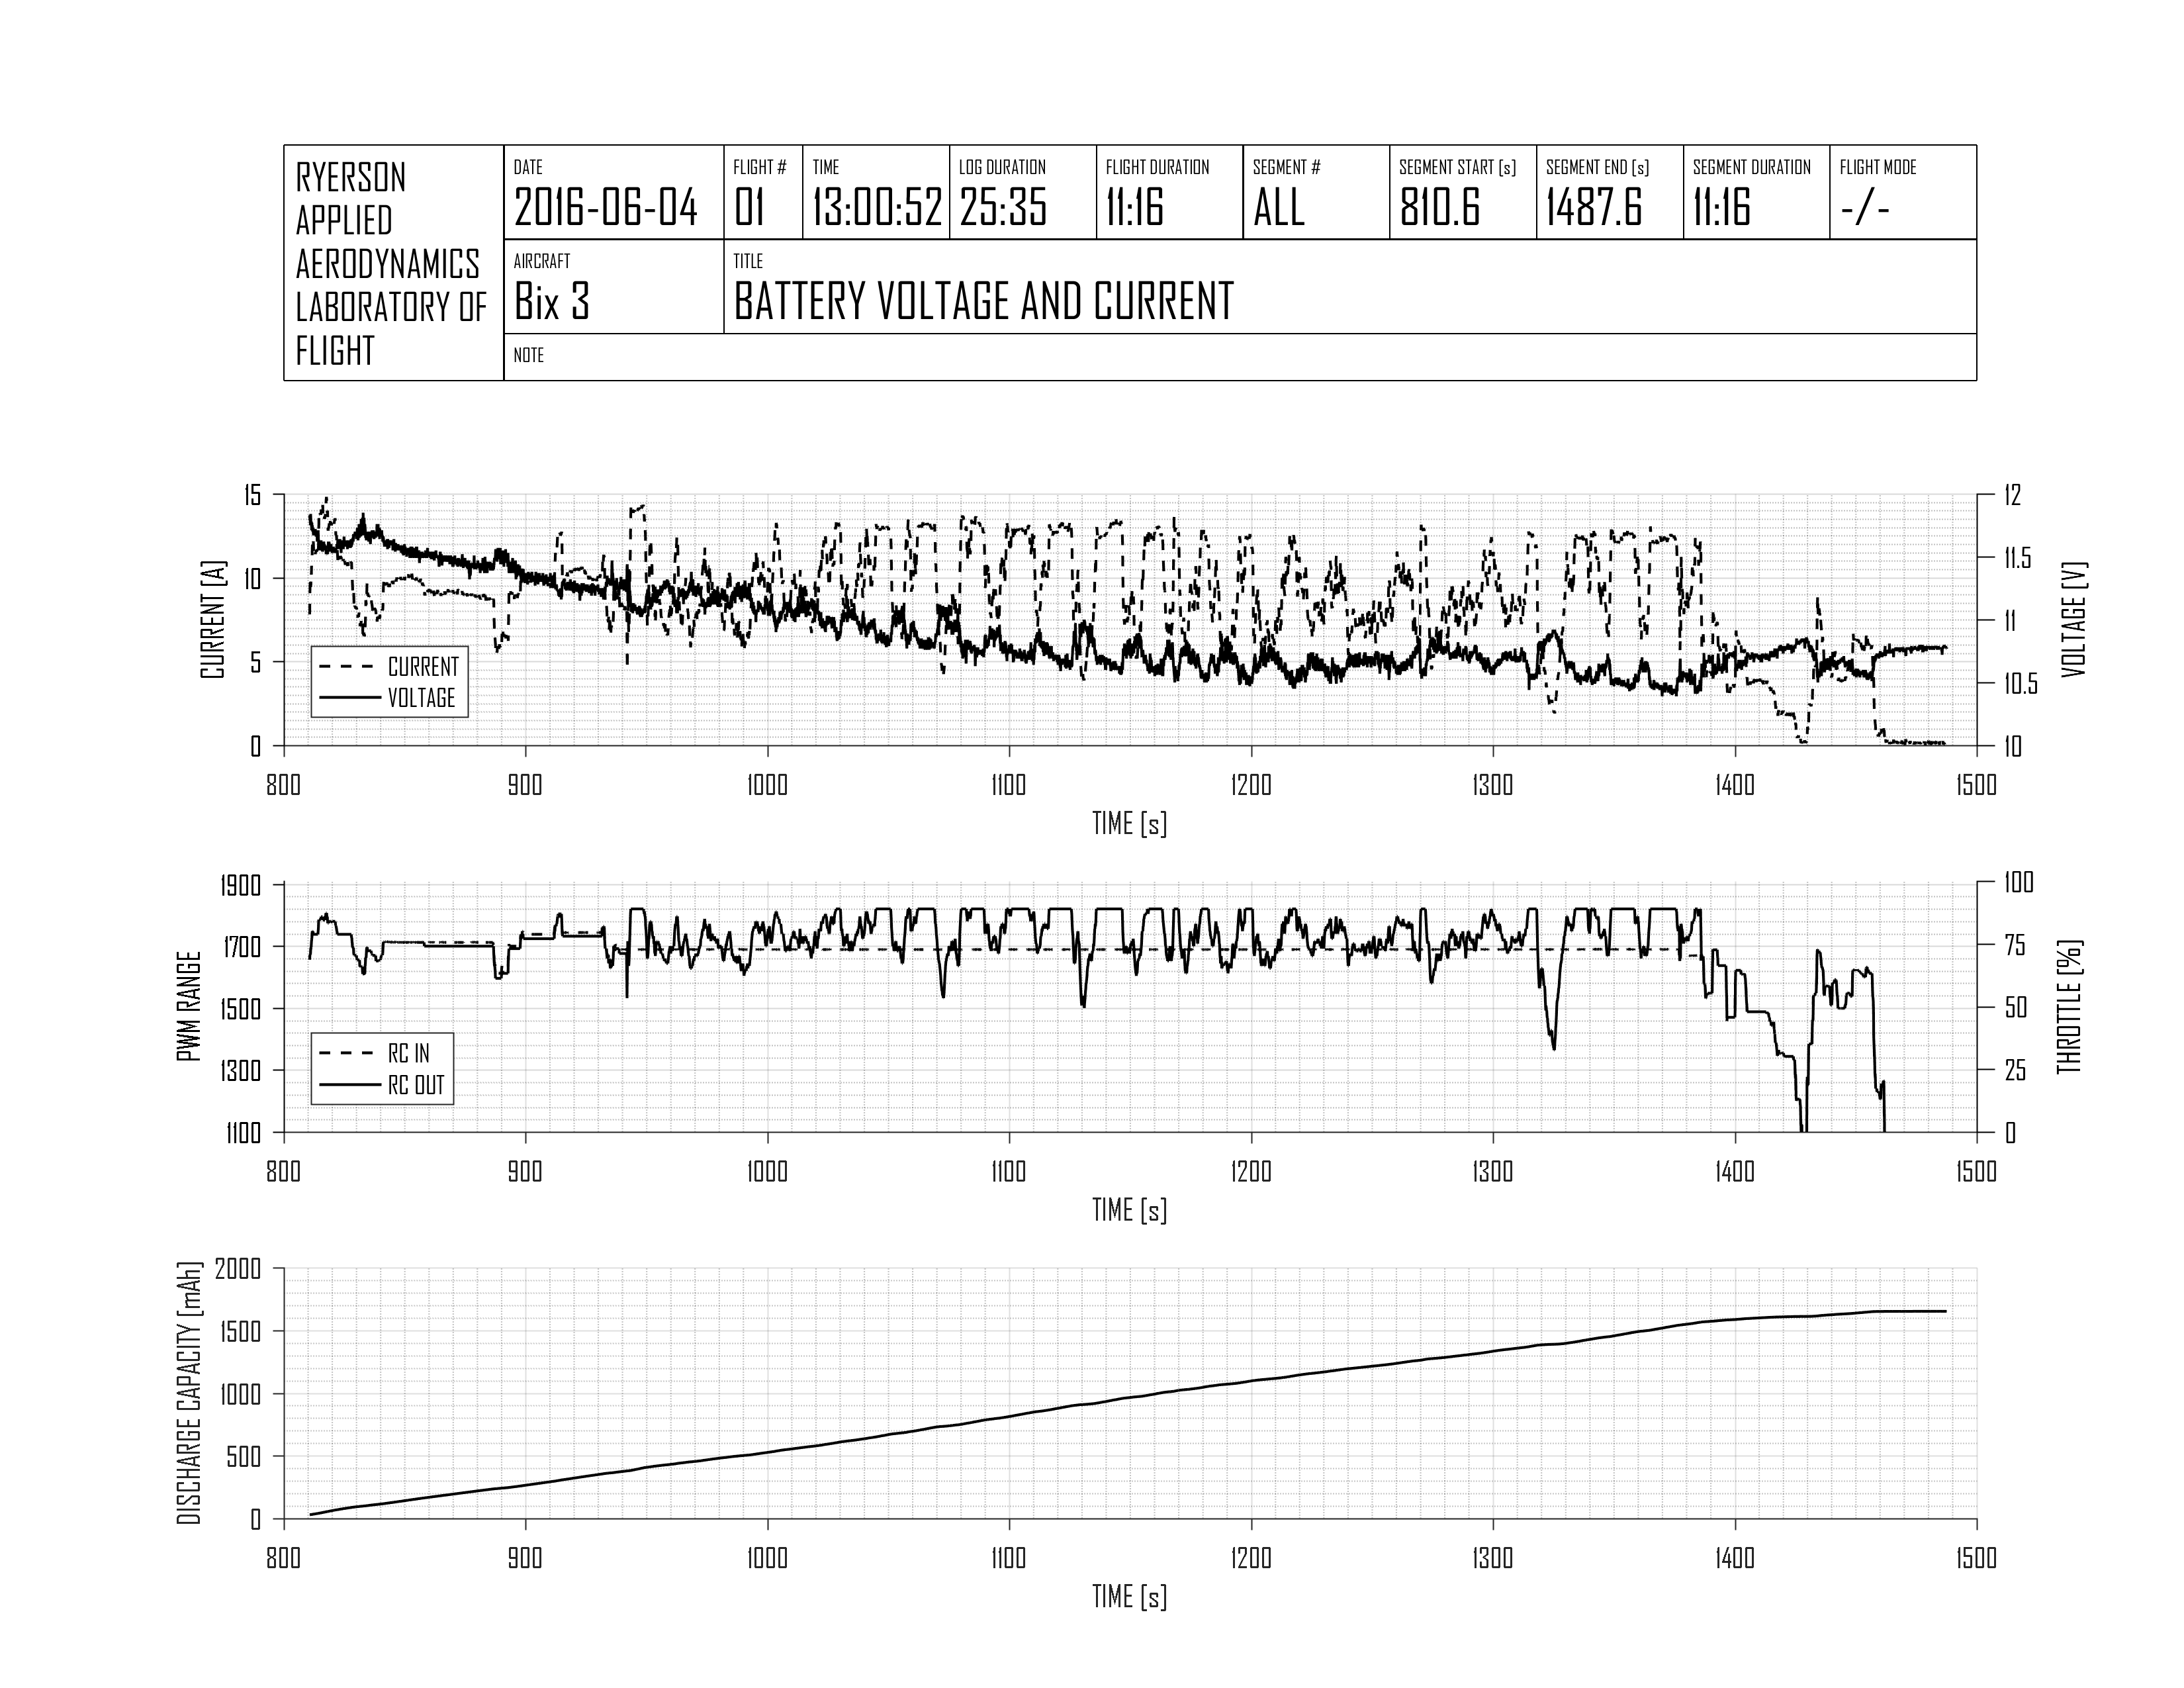 RYERSON
APPLIED
AERODYNAMICS
LABORATORY OF
FLIGHT
DATE
2016-06-04
FLIGHT #
01
TIME
13:00:52
LOG DURATION
25:35
FLIGHT DURATION
11:16
SEGMENT #
ALL
SEGMENT START [s]
810.6
SEGMENT END [s]
1487.6
SEGMENT DURATION
11:16
FLIGHT MODE
-/-
AIRCRAFT
Bix 3
TITLE
BATTERY VOLTAGE AND CURRENT
NOTE
CURRENT [A]
15
10
5
0
CURRENT
VOLTAGE
12
11.5
11
10.5
10
VOLTAGE [V]
800 900 1000 1100 1200 1300 1400 1500
TIME [s]
PWM RANGE
1900
1700
1500
1300
1100
RC IN
RC OUT
100
75
50
25
0
THROTTLE [%]
800 900 1000 1100 1200 1300 1400 1500
TIME [s]
DISCHARGE CAPACITY [mAh]
2000
1500
1000
500
0
800 900 1000 1100 1200 1300 1400 1500
TIME [s]